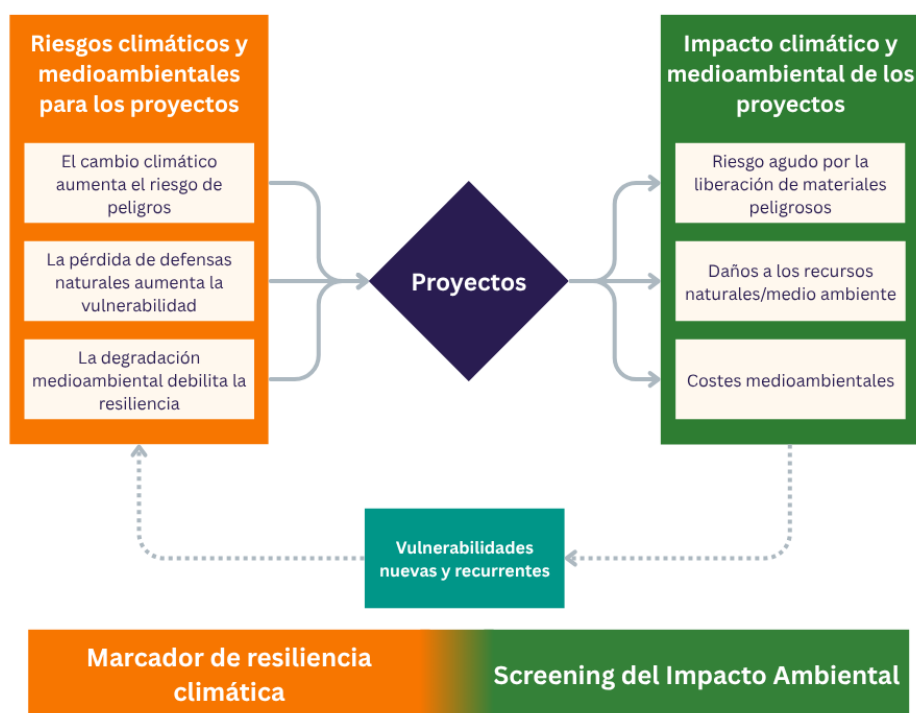 Riesgos climáticos y
medioambientales
para los proyectos
El cambio climático
aumenta el riesgo de
peligros
La pérdida de defensas
naturales aumenta la
vulnerabilidad
La degradación
medioambiental debilita la
resiliencia
Proyectos
Impacto climático y
medioambiental de los
proyectos
Riesgo agudo por la
liberación de materiales
peligrosos
Daños a los recursos
naturales/medio ambiente
Costes medioambientales
Vulnerabilidades
nuevas y recurrentes
Marcador de resiliencia
climática
Screening del Impacto Ambiental